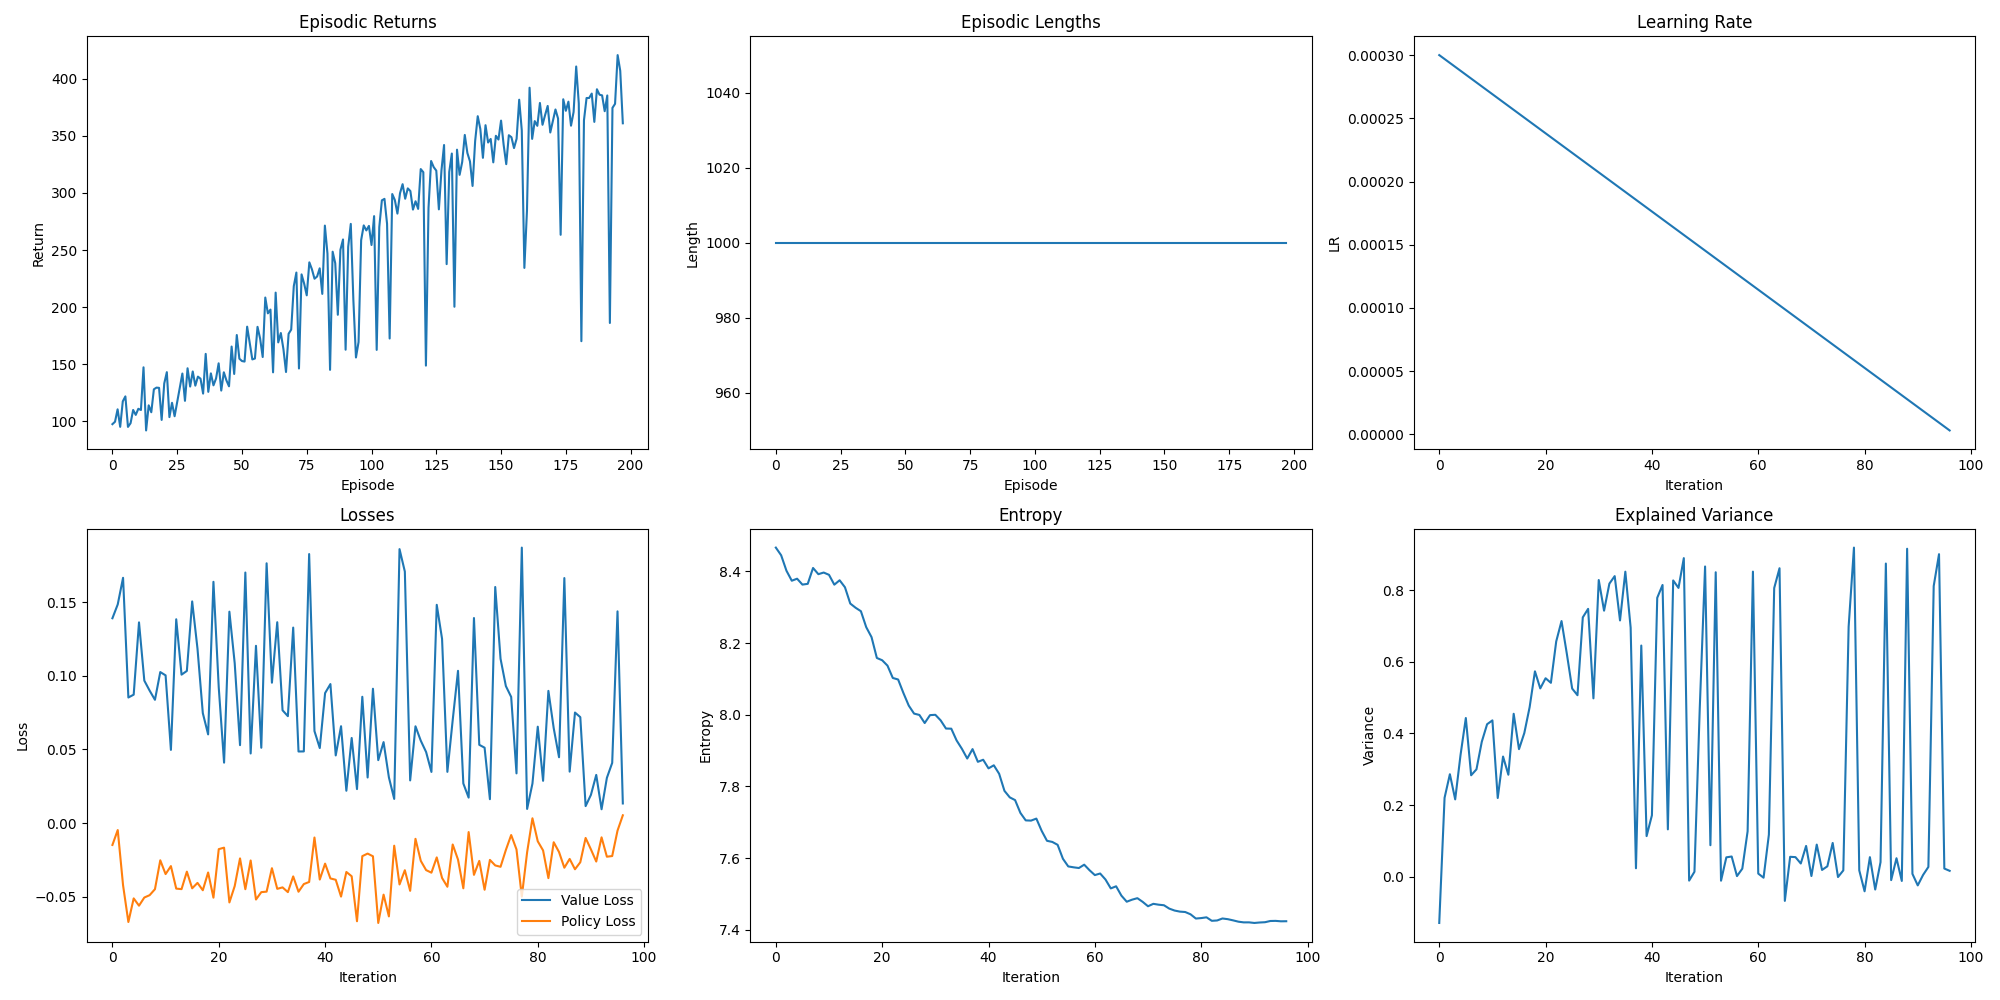 Episodic Returns
Return
400
350
300
250
200
150
100
0 25 50 75 100 125 150 175 200
Episode
Episodic Lengths
Length
1040
1020
1000
980
960
0 25 50 75 100 125 150 175 200
Episode
Learning Rate
LR
0.00030
0.00025
0.00020
0.00015
0.00010
0.00005
0.00000
0 20 40 60 80 100
Iteration
Losses
Loss
0.15
0.10
0.05
0.00
−0.05
Value Loss
Policy Loss
0 20 40 60 80 100
Iteration
Entropy
Entropy
8.4
8.2
8.0
7.8
7.6
7.4
0 20 40 60 80 100
Iteration
Explained Variance
Variance
0.8
0.6
0.4
0.2
0.0
0 20 40 60 80 100
Iteration